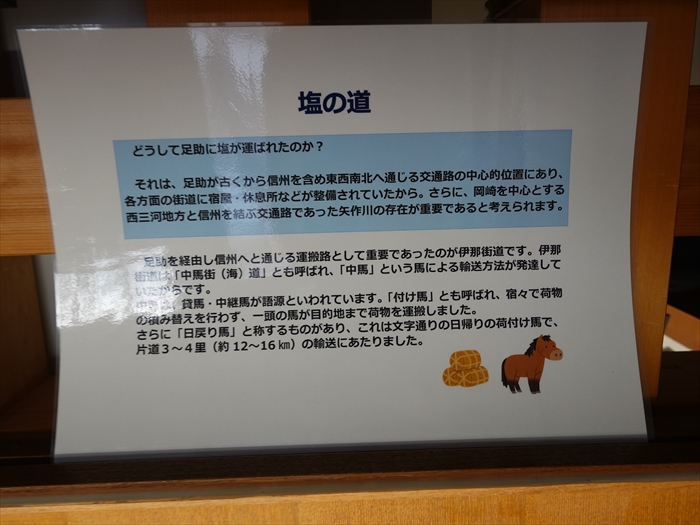 塩の道
どうして足助に塩が運ばれたのか？
それは、足助が古くから信州を含め東西南北へ通じる交通路の中心的位置にあり、
各方面の街道に宿屋・休息所などが整備されていたから。さらに、岡崎を中心とする
西三河地方と信州を結ぶ交通路であった矢作川の存在が重要であると考えられます。
足助を経由し信州へと通じる運搬路として重要であったのが伊那街道です。伊那
街道は「中馬街（海）道」とも呼ばれ、「中馬」という馬による輸送方法が発達して
いたからです。
中馬は、貸馬・中継馬が語源といわれています。「付け馬」とも呼ばれ、宿々で荷物
の積み替えを行わず、一頭の馬が目的地まで荷物を運搬しました。
さらに「日戻り馬」と称するものがあり、これは文字通りの日帰りの荷付け馬で、
片道３～４里（約 12～16 ㎞）の輸送にあたりました。